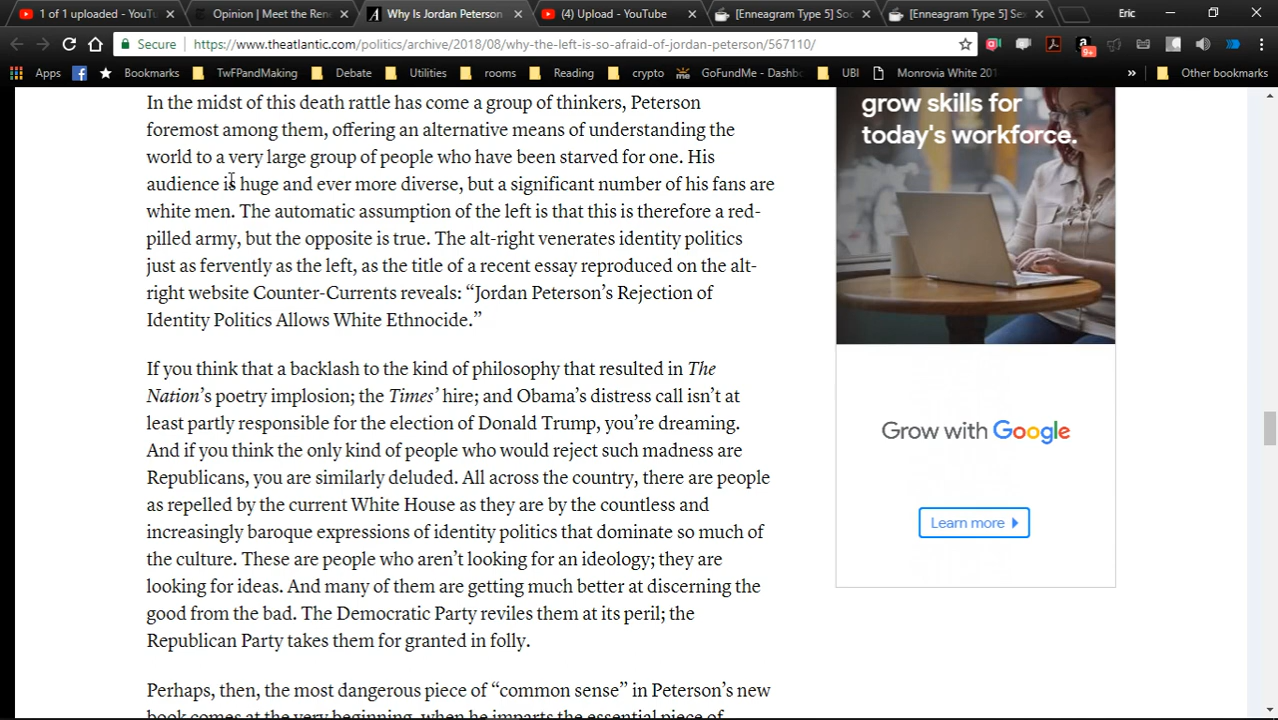 1 of 1 uploaded - YouTu
Opinion | Meet the Rene
Why Is Jordan Peterson
(4) Upload - YouTube
[Enneagram Type 5] Soc
[Enneagram Type 5] Sex
Eric
Secure
https://www.theatlantic.com/politics/archive/2018/08/why-the-left-is-so-afraid-of-jordan-peterson/567110/
9+
Apps
Bookmarks
TwFPandMaking
Debate
Utilities
rooms
Reading
crypto
GoFundMe - Dashbo
UBI
Monrovia White 201
»
Other bookmarks
In the midst of this death rattle has come a group of thinkers, Peterson
foremost among them, offering an alternative means of understanding the
world to a very large group of people who have been starved for one. His
audience is huge and ever more diverse, but a significant number of his fans are
white men. The automatic assumption of the left is that this is therefore a red-
pilled army, but the opposite is true. The alt-right venerates identity politics
just as fervently as the left, as the title of a recent essay reproduced on the alt-
right website Counter-Currents reveals: “Jordan Peterson’s Rejection of
Identity Politics Allows White Ethnocide.”
If you think that a backlash to the kind of philosophy that resulted in The
Nation’s poetry implosion; the Times’ hire; and Obama’s distress call isn’t at
least partly responsible for the election of Donald Trump, you’re dreaming.
And if you think the only kind of people who would reject such madness are
Republicans, you are similarly deluded. All across the country, there are people
as repelled by the current White House as they are by the countless and
increasingly baroque expressions of identity politics that dominate so much of
the culture. These are people who aren’t looking for an ideology; they are
looking for ideas. And many of them are getting much better at discerning the
good from the bad. The Democratic Party reviles them at its peril; the
Republican Party takes them for granted in folly.
Perhaps, then, the most dangerous piece of “common sense” in Peterson’s new
book comes at the very beginning, when he imparts the essential piece of
grow skills for
today's workforce.
Grow with Google
Learn more